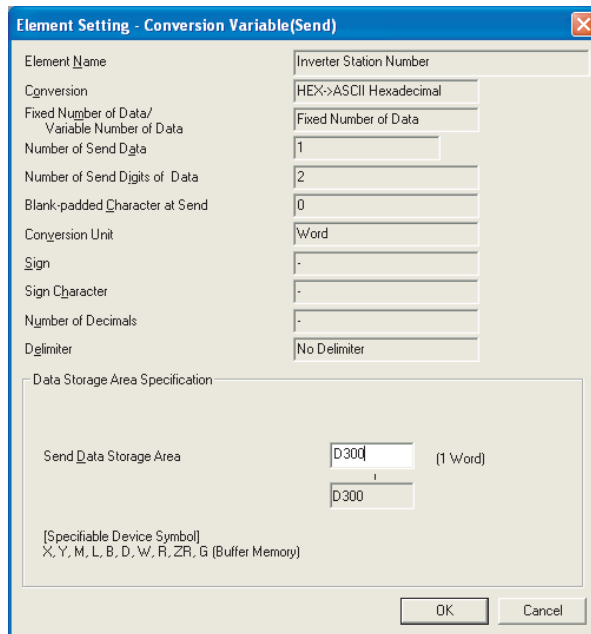 Element Setting - Conversion Variable(Send)
Element Name Inverter Station Number
Conversion HEX->ASCII Hexadecimal
Fixed Number of Data/
Variable Number of Data Fixed Number of Data
Number of Send Data 1
Number of Send Digits of Data 2
Blank-padded Character at Send 0
Conversion Unit Word
Sign -
Sign Character -
Number of Decimals -
Delimiter No Delimiter
Data Storage Area Specification
Send Data Storage Area D300 (1 Word)
D300
[Specifiable Device Symbol]
X, Y, M, L, B, D, W, R, ZR, G (Buffer Memory)
OK Cancel